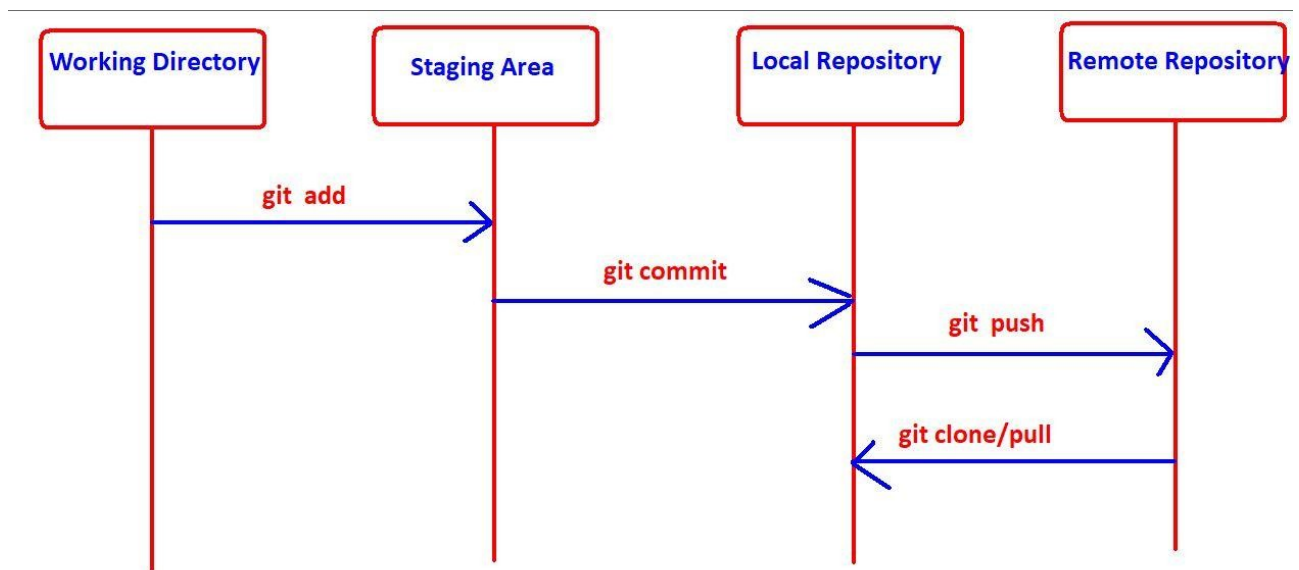 Working Directory
Staging Area
Local Repository
Remote Repository
git add
git commit
git push
git clone/pull